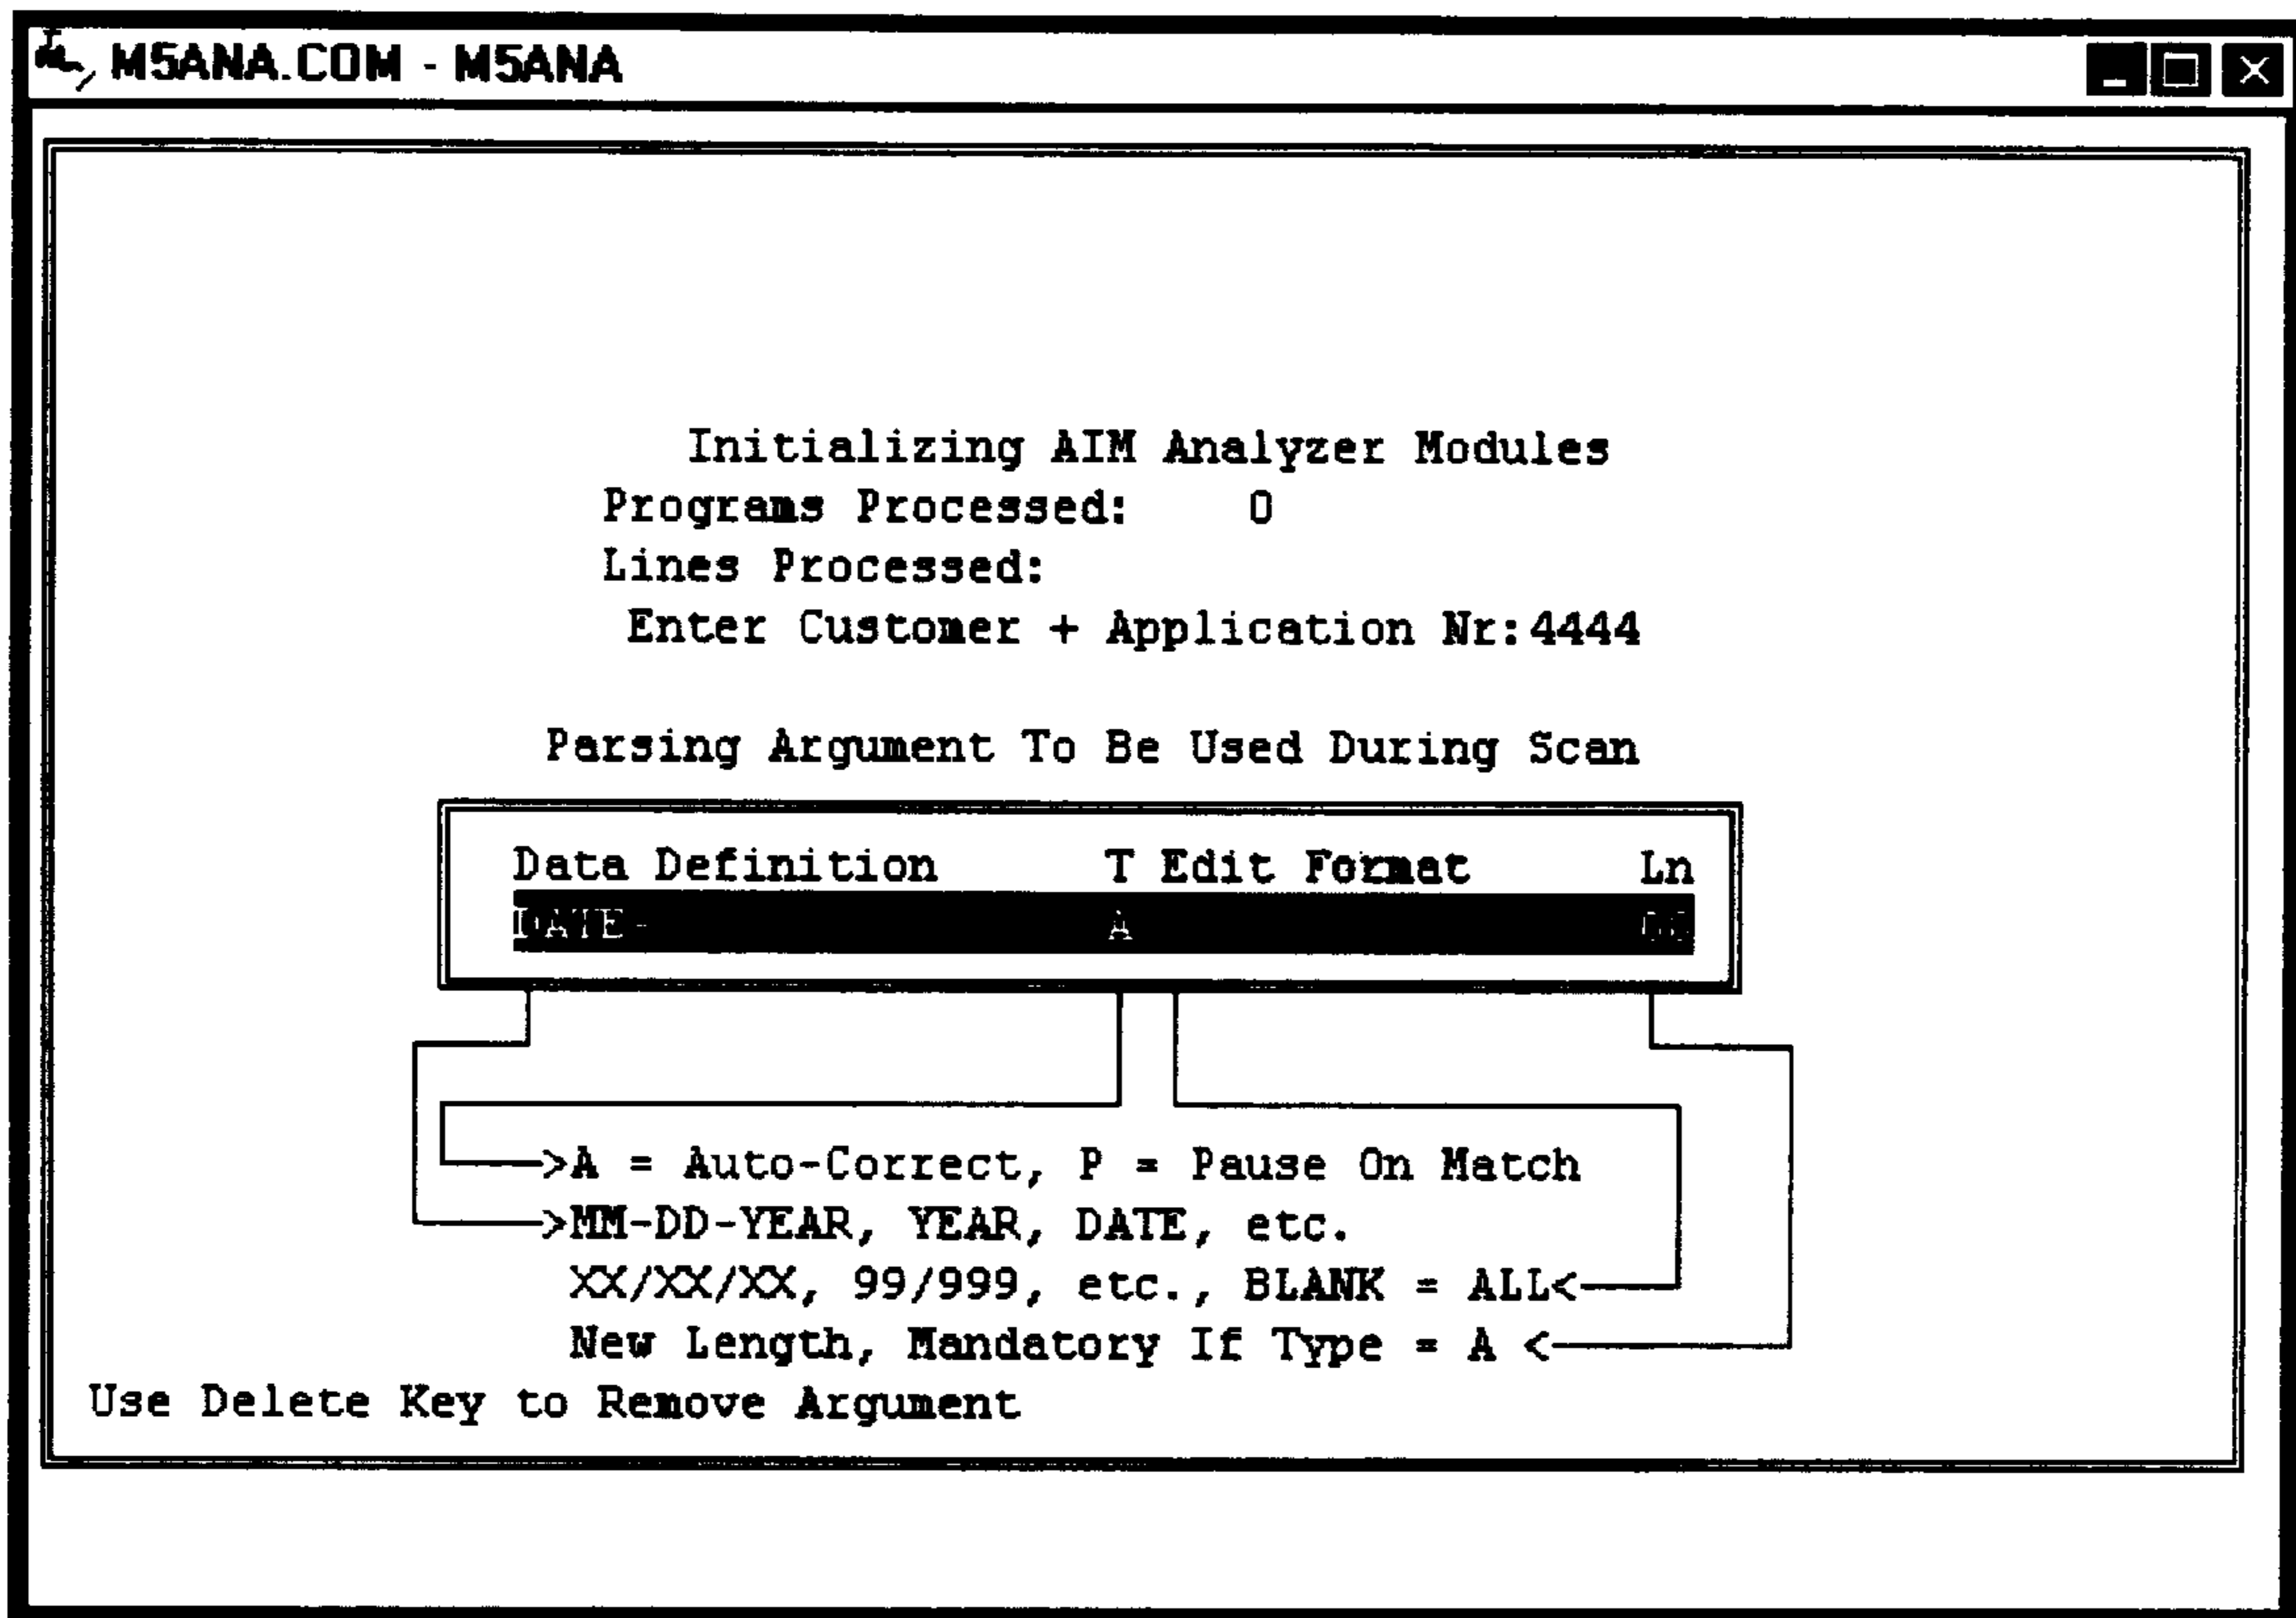 M5ANA.COM - M5ANA
Initializing AIM Analyzer Modules
Programs Processed: 0
Lines Processed:
Enter Customer + Application Nr:4444
Parsing Argument To Be Used During Scan
Data Definition T Edit Format Ln
DATE- A
>A = Auto-Correct, P = Pause On Match
>MM-DD-YEAR, YEAR, DATE, etc.
XX/XX/XX, 99/999, etc., BLANK = ALL<
New Length, Mandatory If Type = A <
Use Delete Key to Remove Argument